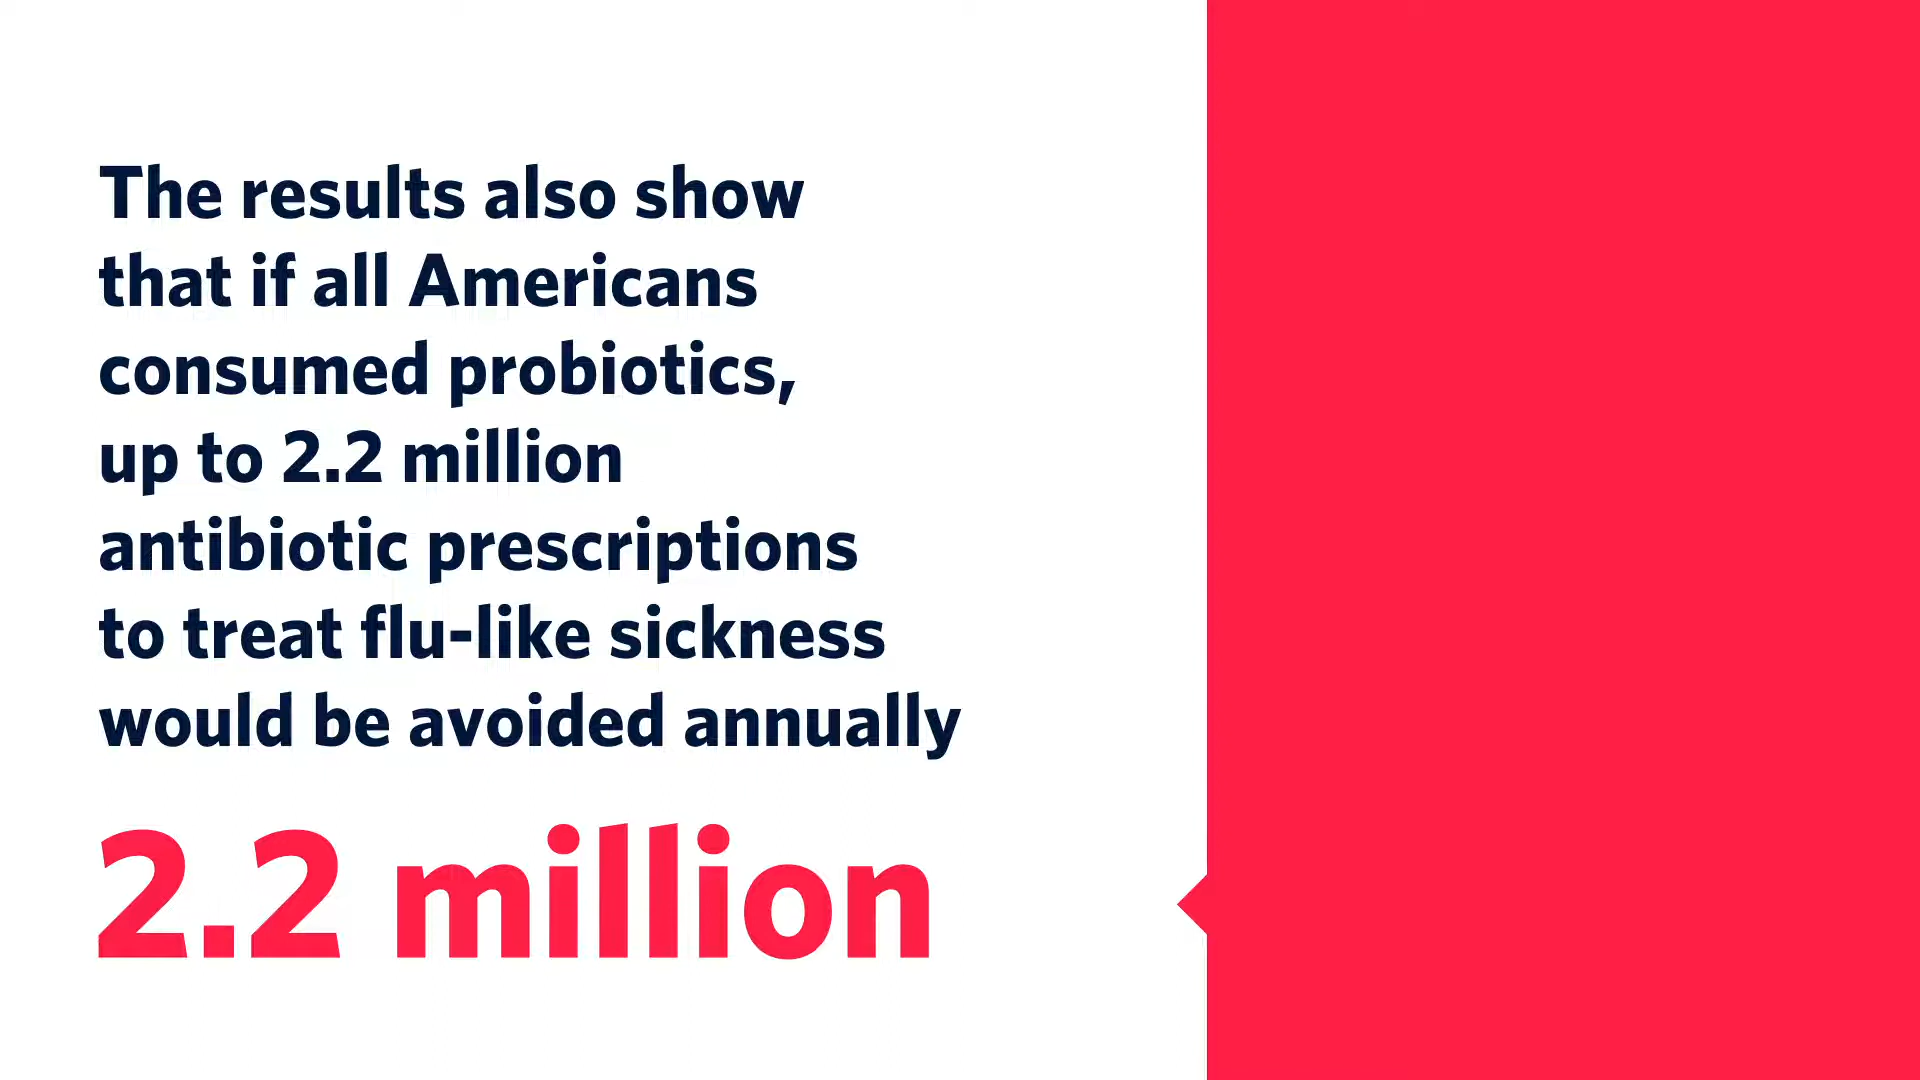 The results also show
that if all Americans
consumed probiotics,
up to 2.2 million
antibiotic prescriptions
to treat flu-like sickness
would be avoided annually
2.2 million